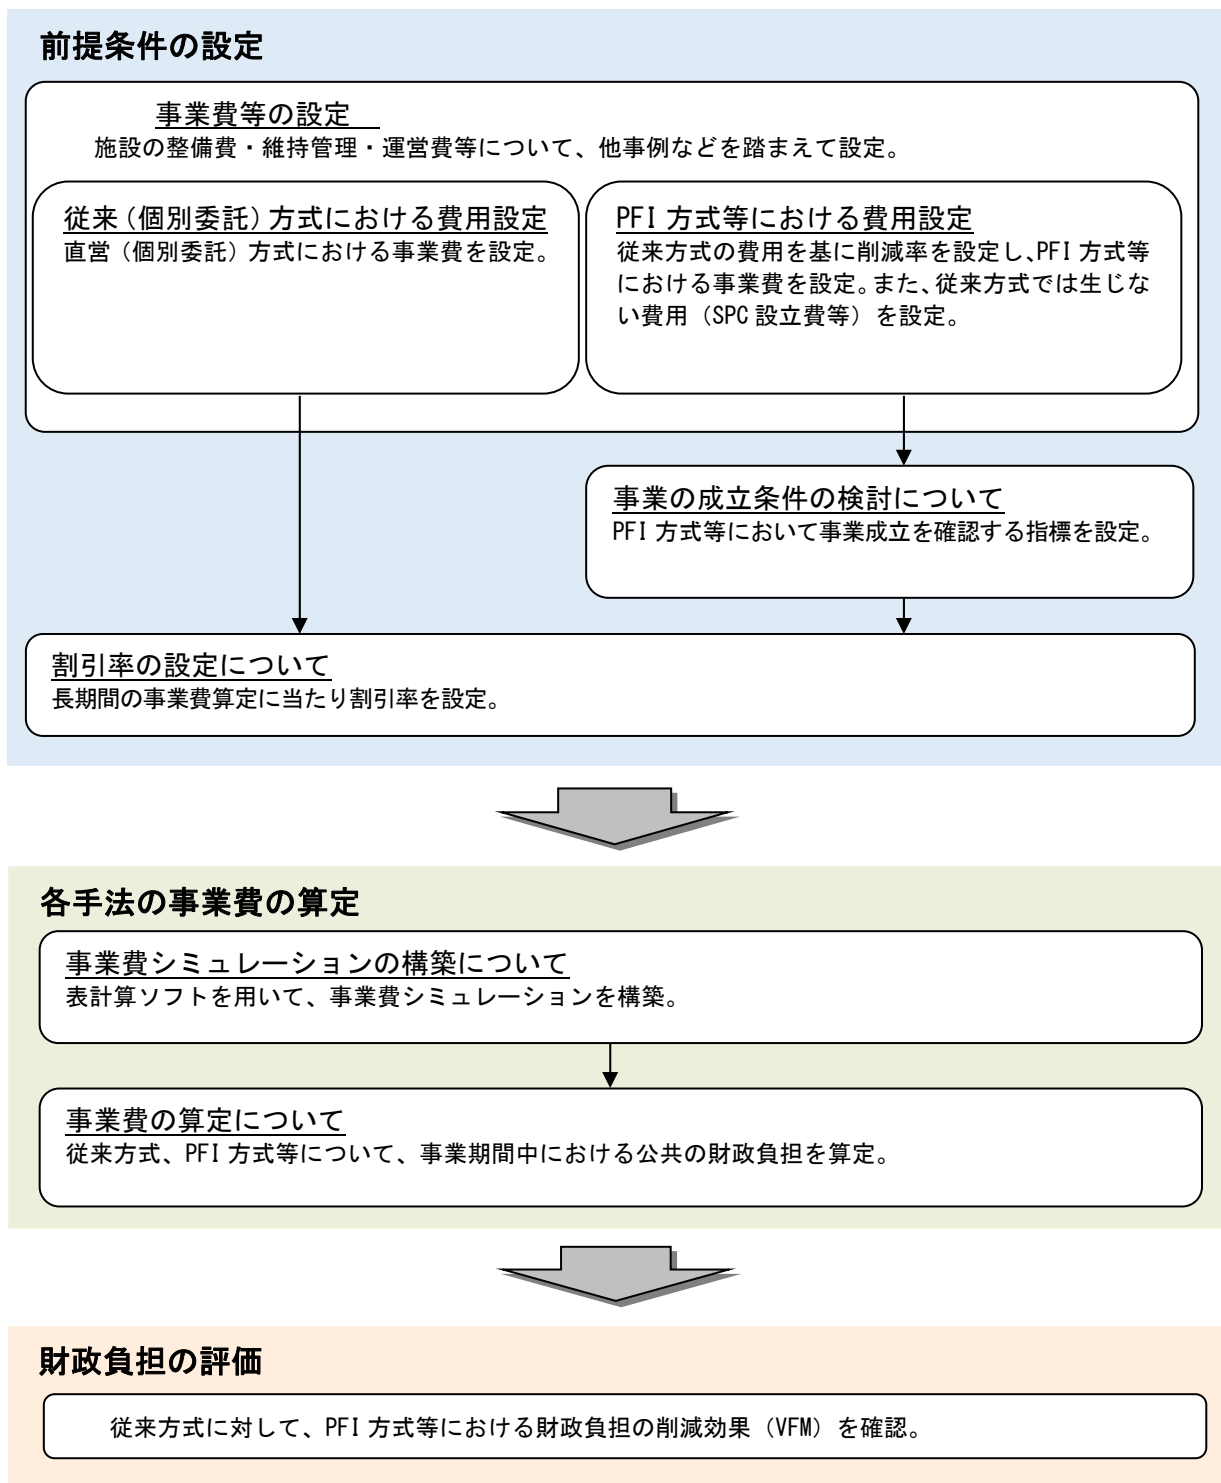 前提条件の設定
事業費等の設定
施設の整備費・維持管理・運営費等について、他事例などを踏まえて設定。
従来（個別委託）方式における費用設定
直営（個別委託）方式における事業費を設定。
PFI 方式等における費用設定
従来方式の費用を基に削減率を設定し、PFI 方式等
における事業費を設定。また、従来方式では生じな
い費用（SPC 設立費等）を設定。
事業の成立条件の検討について
PFI 方式等において事業成立を確認する指標を設定。
割引率の設定について
長期間の事業費算定に当たり割引率を設定。
各手法の事業費の算定
事業費シミュレーションの構築について
表計算ソフトを用いて、事業費シミュレーションを構築。
事業費の算定について
従来方式、PFI 方式等について、事業期間中における公共の財政負担を算定。
財政負担の評価
従来方式に対して、PFI 方式等における財政負担の削減効果（VFM）を確認。